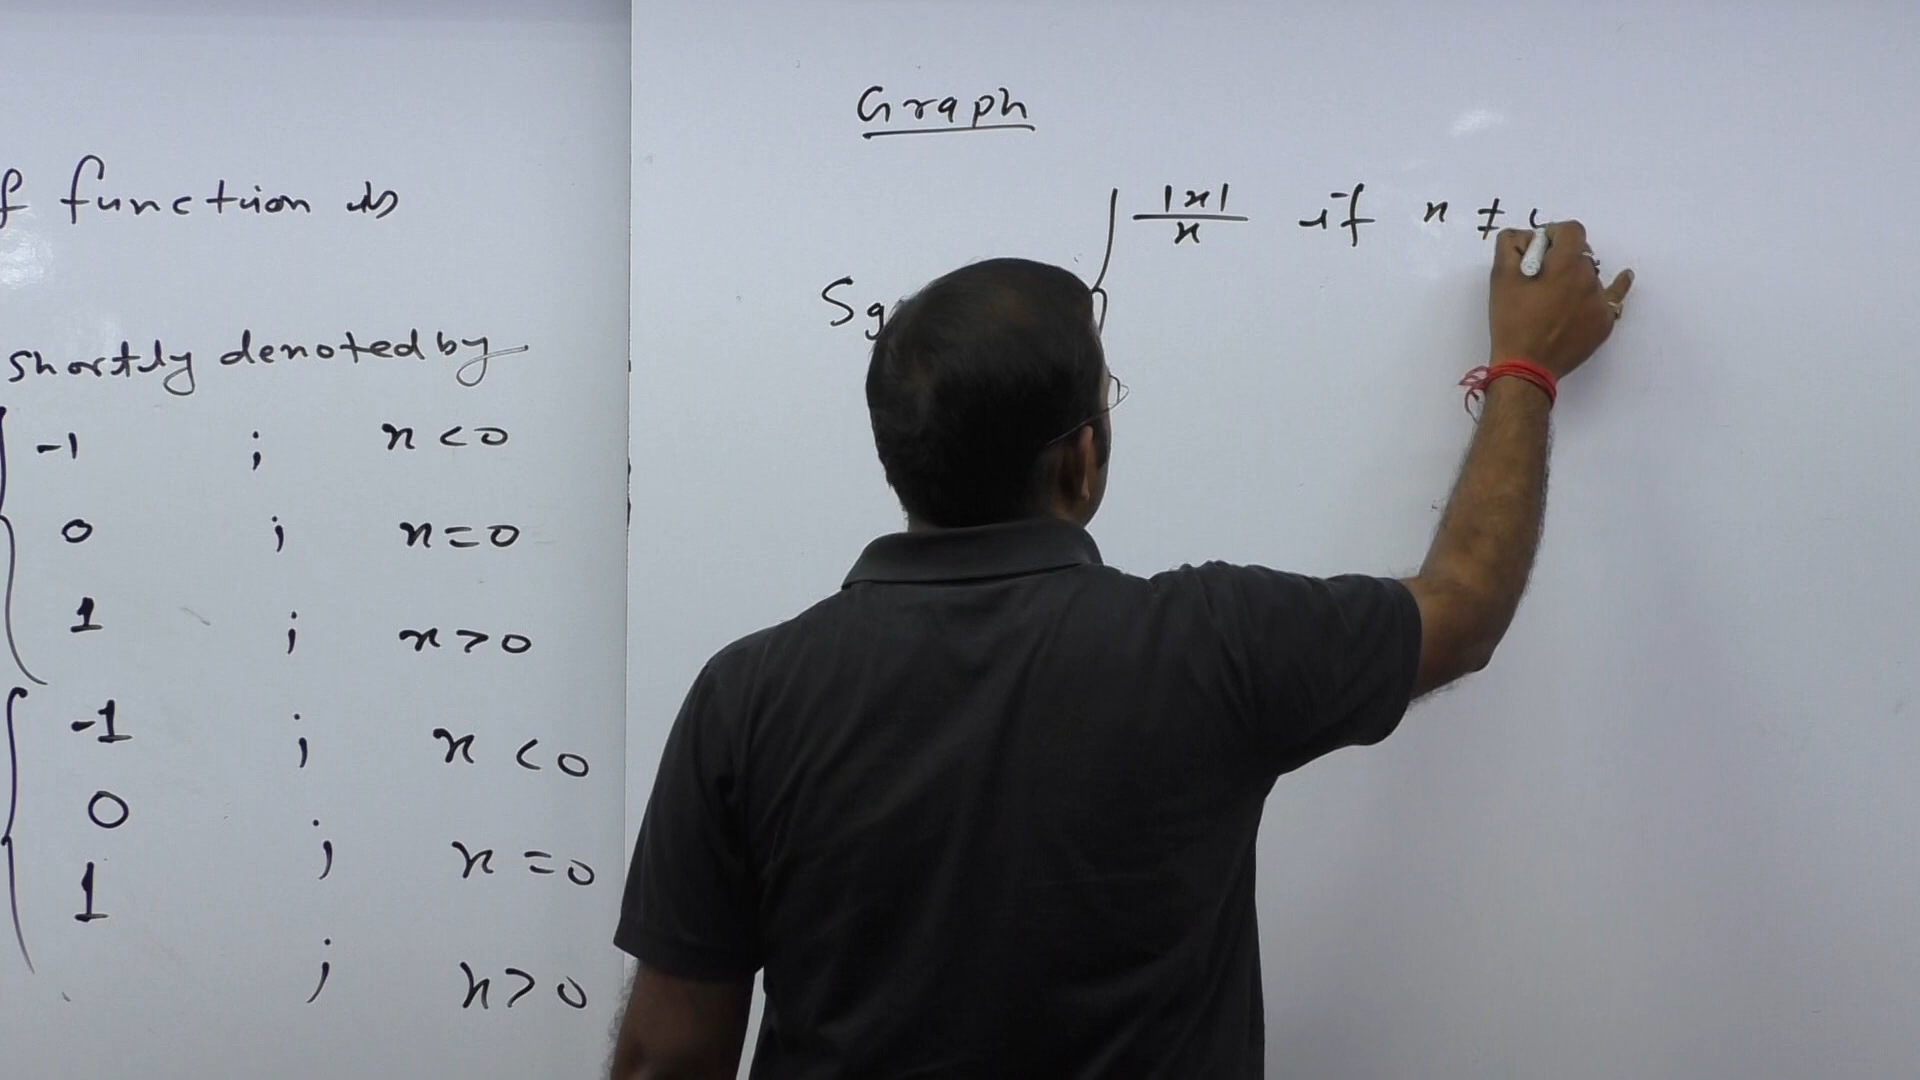 f function is
shortly denoted by
-1 ; x < 0
0 ; x = 0
1 ; x > 0
-1 ; x < 0
0 ; x = 0
1 ; x > 0
Graph
|x|/x if x ≠
Sg